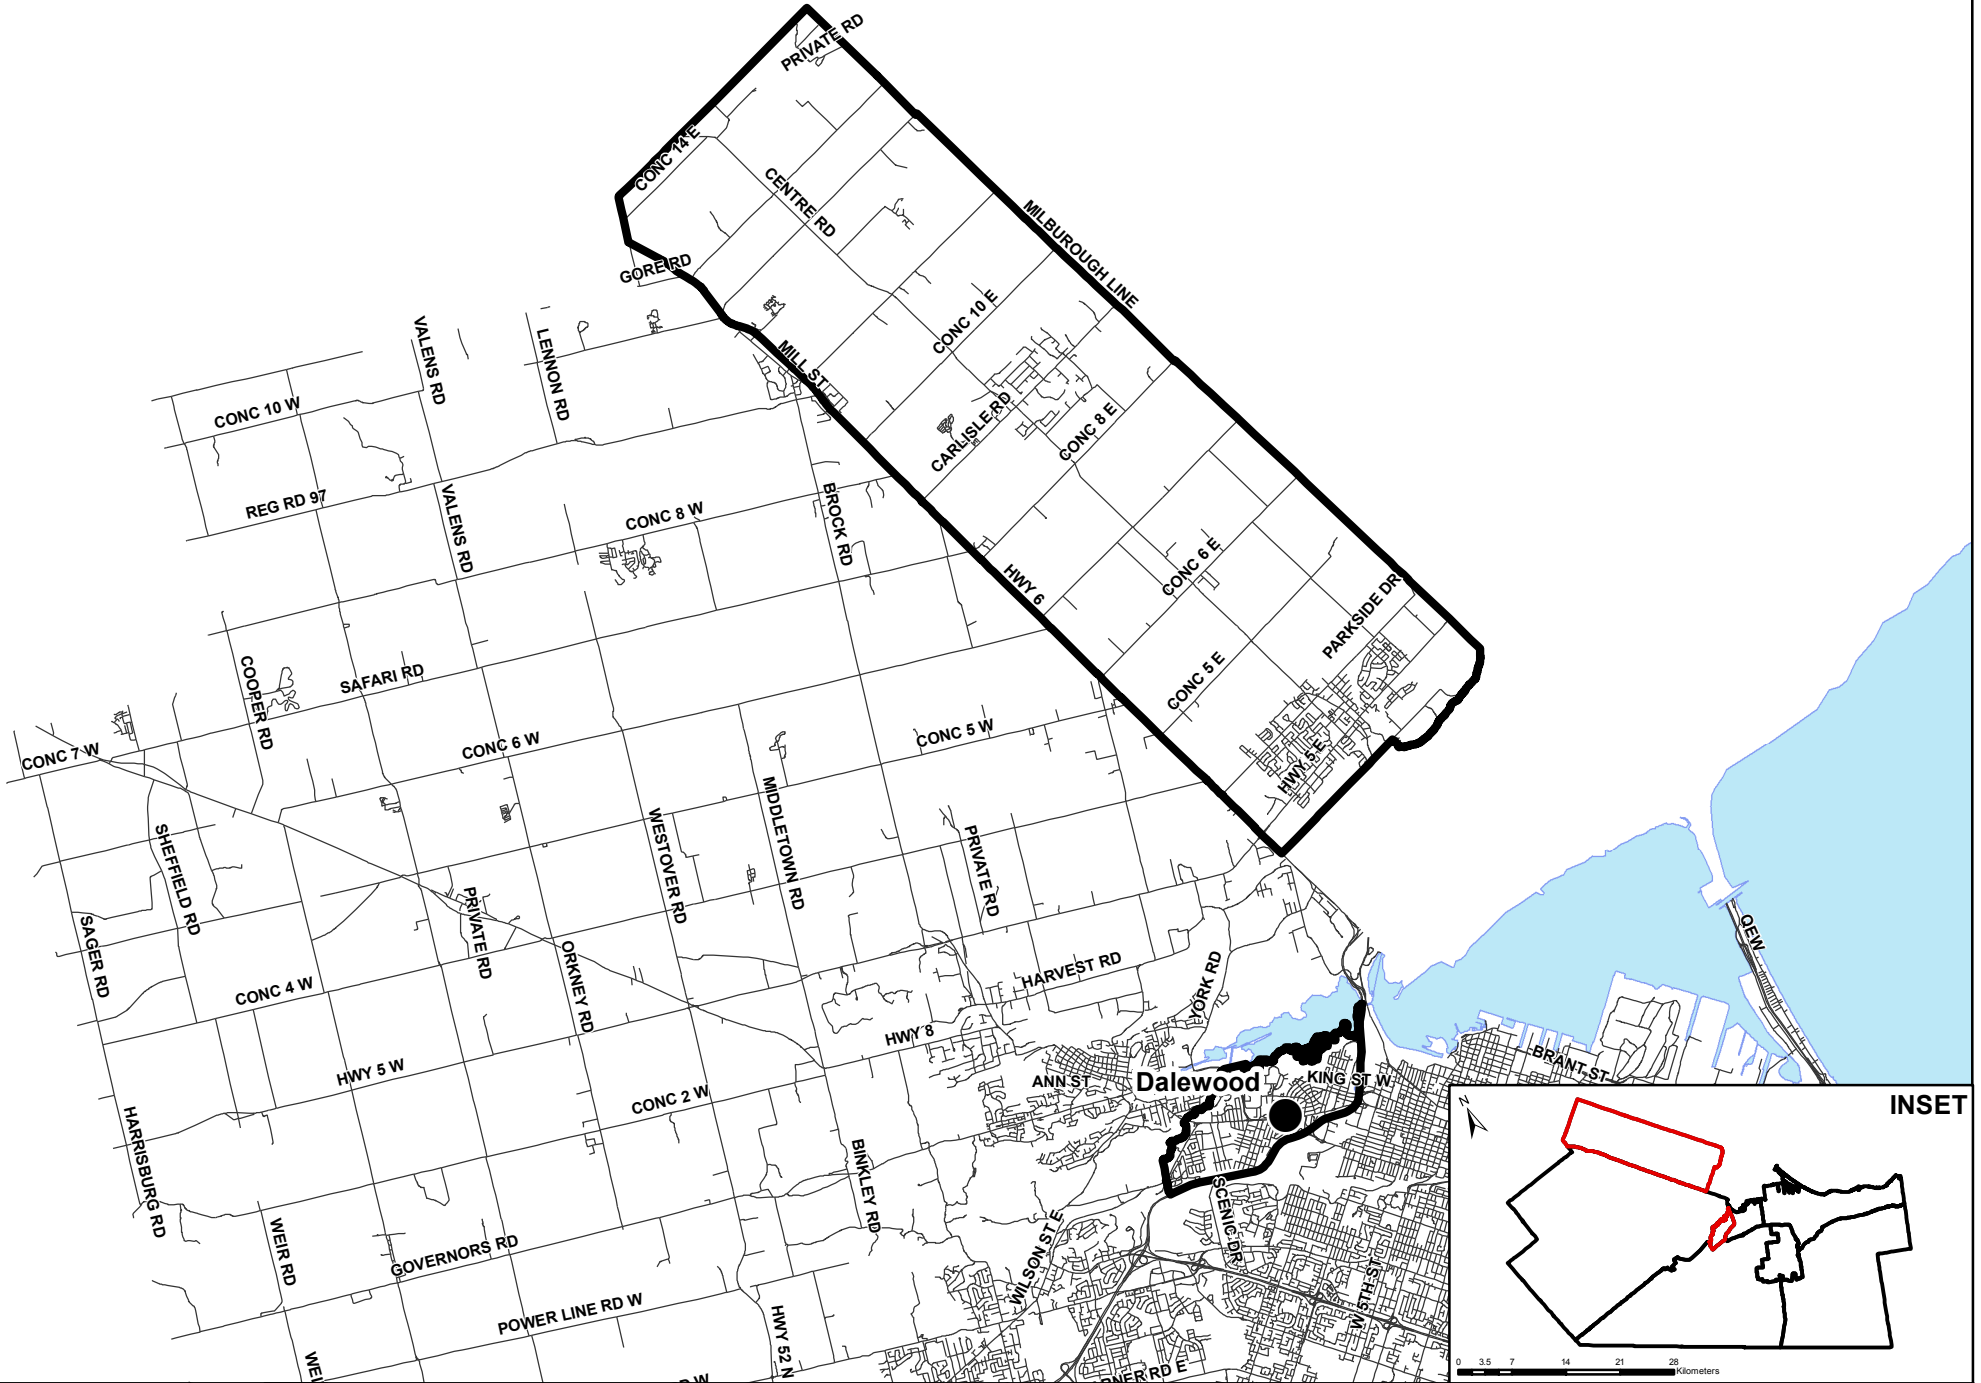 PRIVATE RD
CONC 14 E
CENTRE RD
MILBUROUGH LINE
GORE RD
CONC 10 E
VALENS RD
LENNON RD
MILL ST
CONC 10 W
CARLISLE RD
CONC 8 E
REG RD 97
VALENS RD
CONC 8 W
BROCK RD
HWY 6
CONC 6 E
PARKSIDE DR
COOPER RD
SAFARI RD
CONC 5 E
CONC 7 W
CONC 6 W
CONC 5 W
HWY 5 E
SHEFFIELD RD
WESTOVER RD
MIDDLETOWN RD
PRIVATE RD
SAGER RD
PRIVATE RD
ORKNEY RD
CONC 4 W
HARVEST RD
YORK RD
QEW
HWY 8
HWY 5 W
ANN ST
Dalewood
KING ST W
BRANT ST
CONC 2 W
HARRISBURG RD
BINKLEY RD
WEIR RD
GOVERNORS RD
WILSON ST E
SCENIC DR
W 5TH ST
POWER LINE RD W
HWY 52 N
WEI
D W
RNER RD E
INSET
N
0 3.5 7 14 21 28
Kilometers